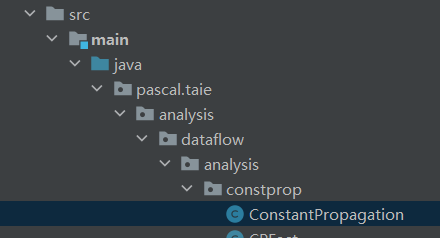 src
main
java
pascal.taie
analysis
dataflow
analysis
constprop
ConstantPropagation